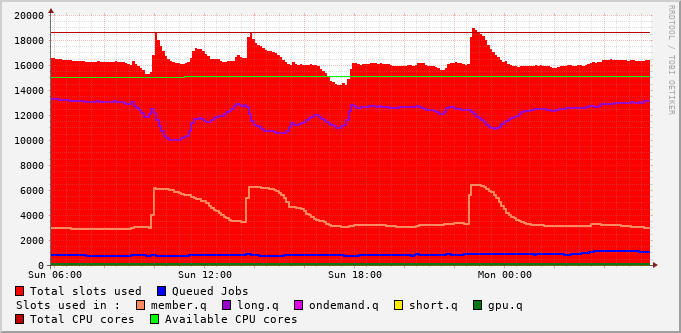 20000
18000
16000
14000
12000
10000
8000
6000
4000
2000
0
Sun 06:00 Sun 12:00 Sun 18:00 Mon 00:00
RRDTOOL / TOBI OETIKER
Total slots used Queued Jobs
Slots used in : member.q long.q ondemand.q short.q gpu.q
Total CPU cores Available CPU cores